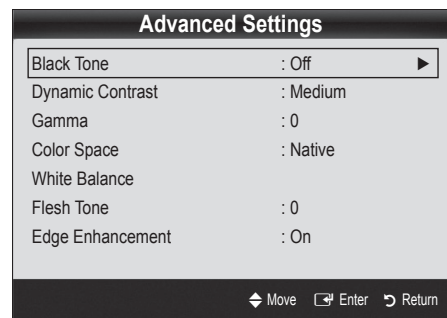 Advanced Settings
Black Tone : Off ►
Dynamic Contrast : Medium
Gamma : 0
Color Space : Native
White Balance
Flesh Tone : 0
Edge Enhancement : On
Move Enter Return